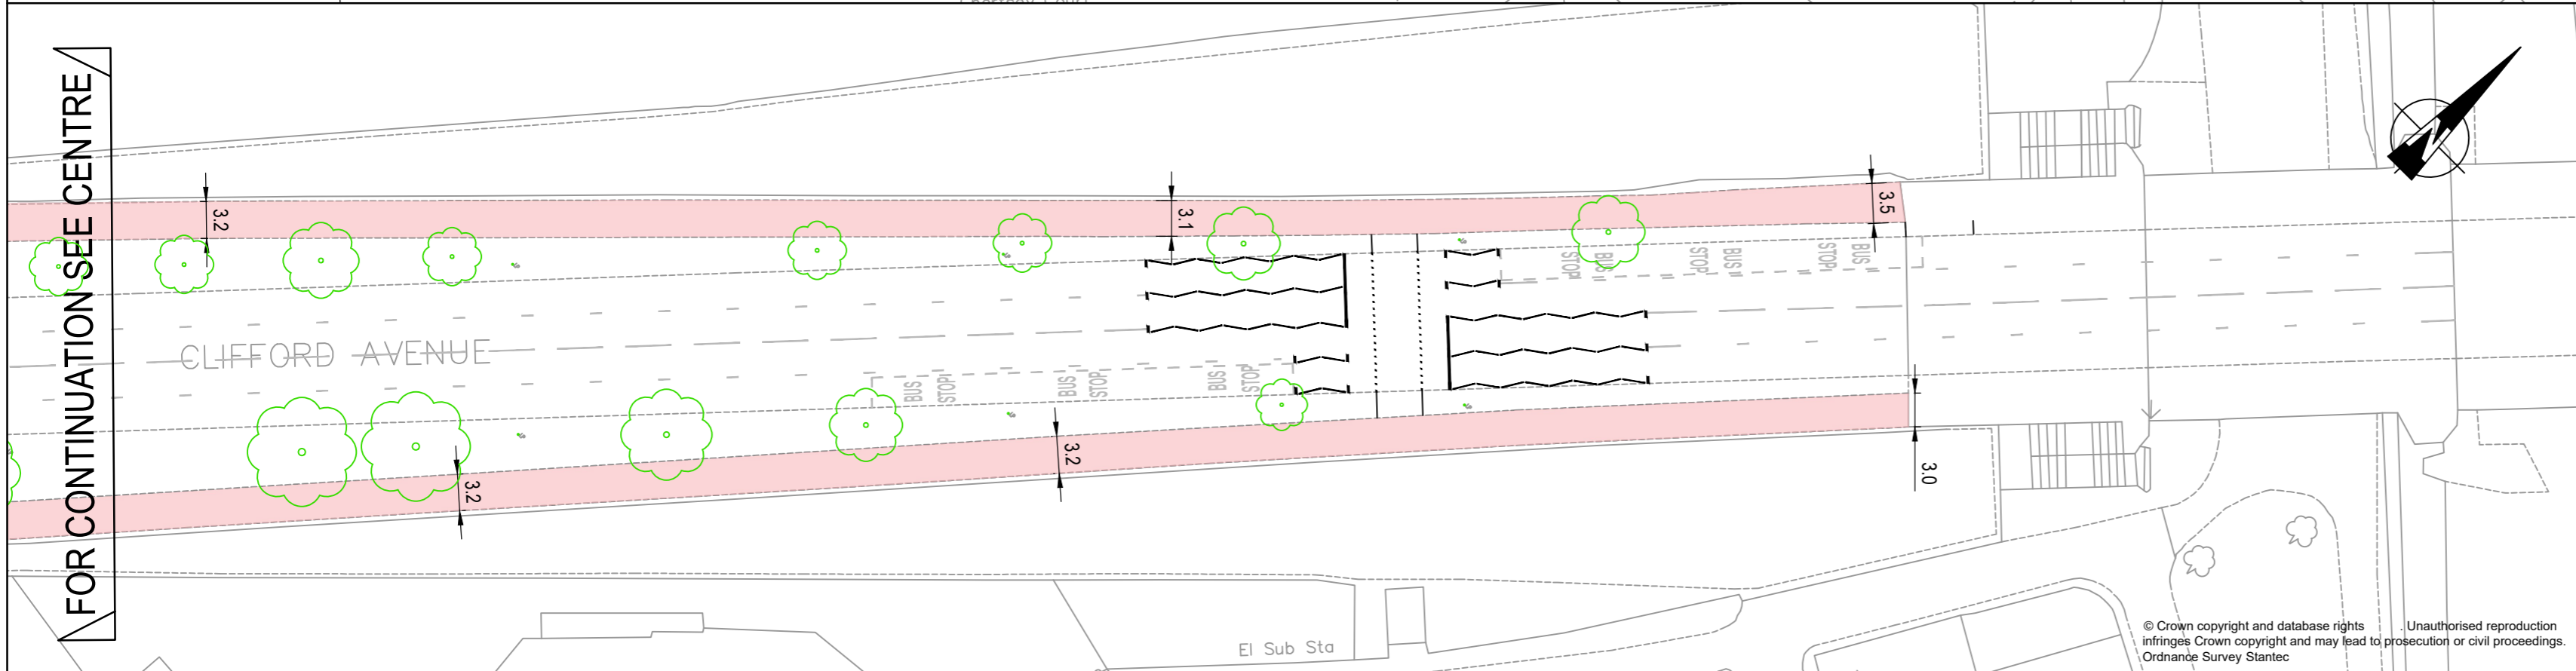 FOR CONTINUATION SEE CENTRE
3.2
3.1
3.5
BUS STOP
BUS STOP
BUS STOP
CLIFFORD AVENUE
BUS STOP
BUS STOP
BUS STOP
3.2
3.2
3.0
El Sub Sta
© Crown copyright and database rights . Unauthorised reproduction
infringes Crown copyright and may lead to prosecution or civil proceedings.
Ordnance Survey Stantec